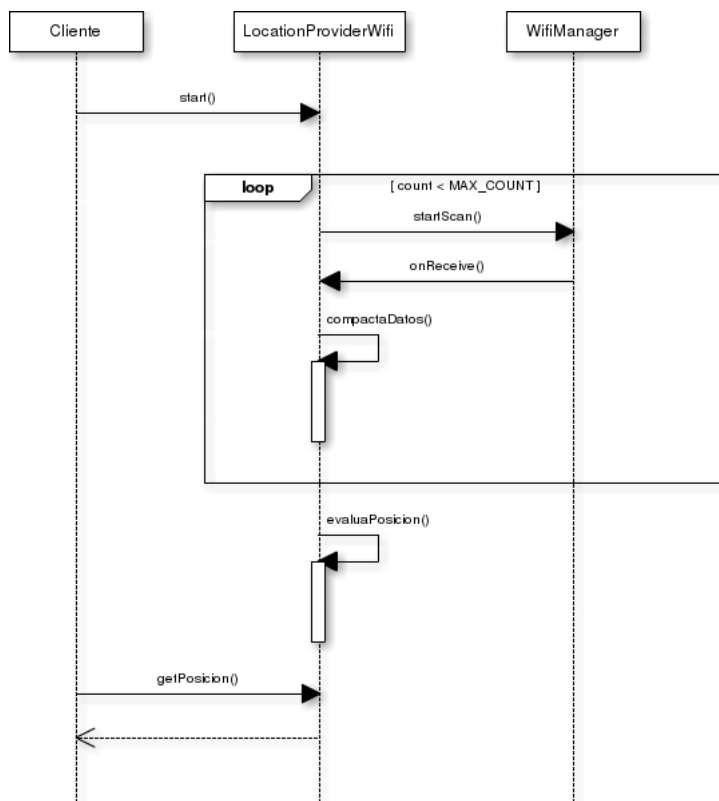 Cliente
LocationProviderWifi
WifiManager
start()
loop
[ count < MAX_COUNT ]
startScan()
onReceive()
compactaDatos()
evaluaPosicion()
getPosicion()